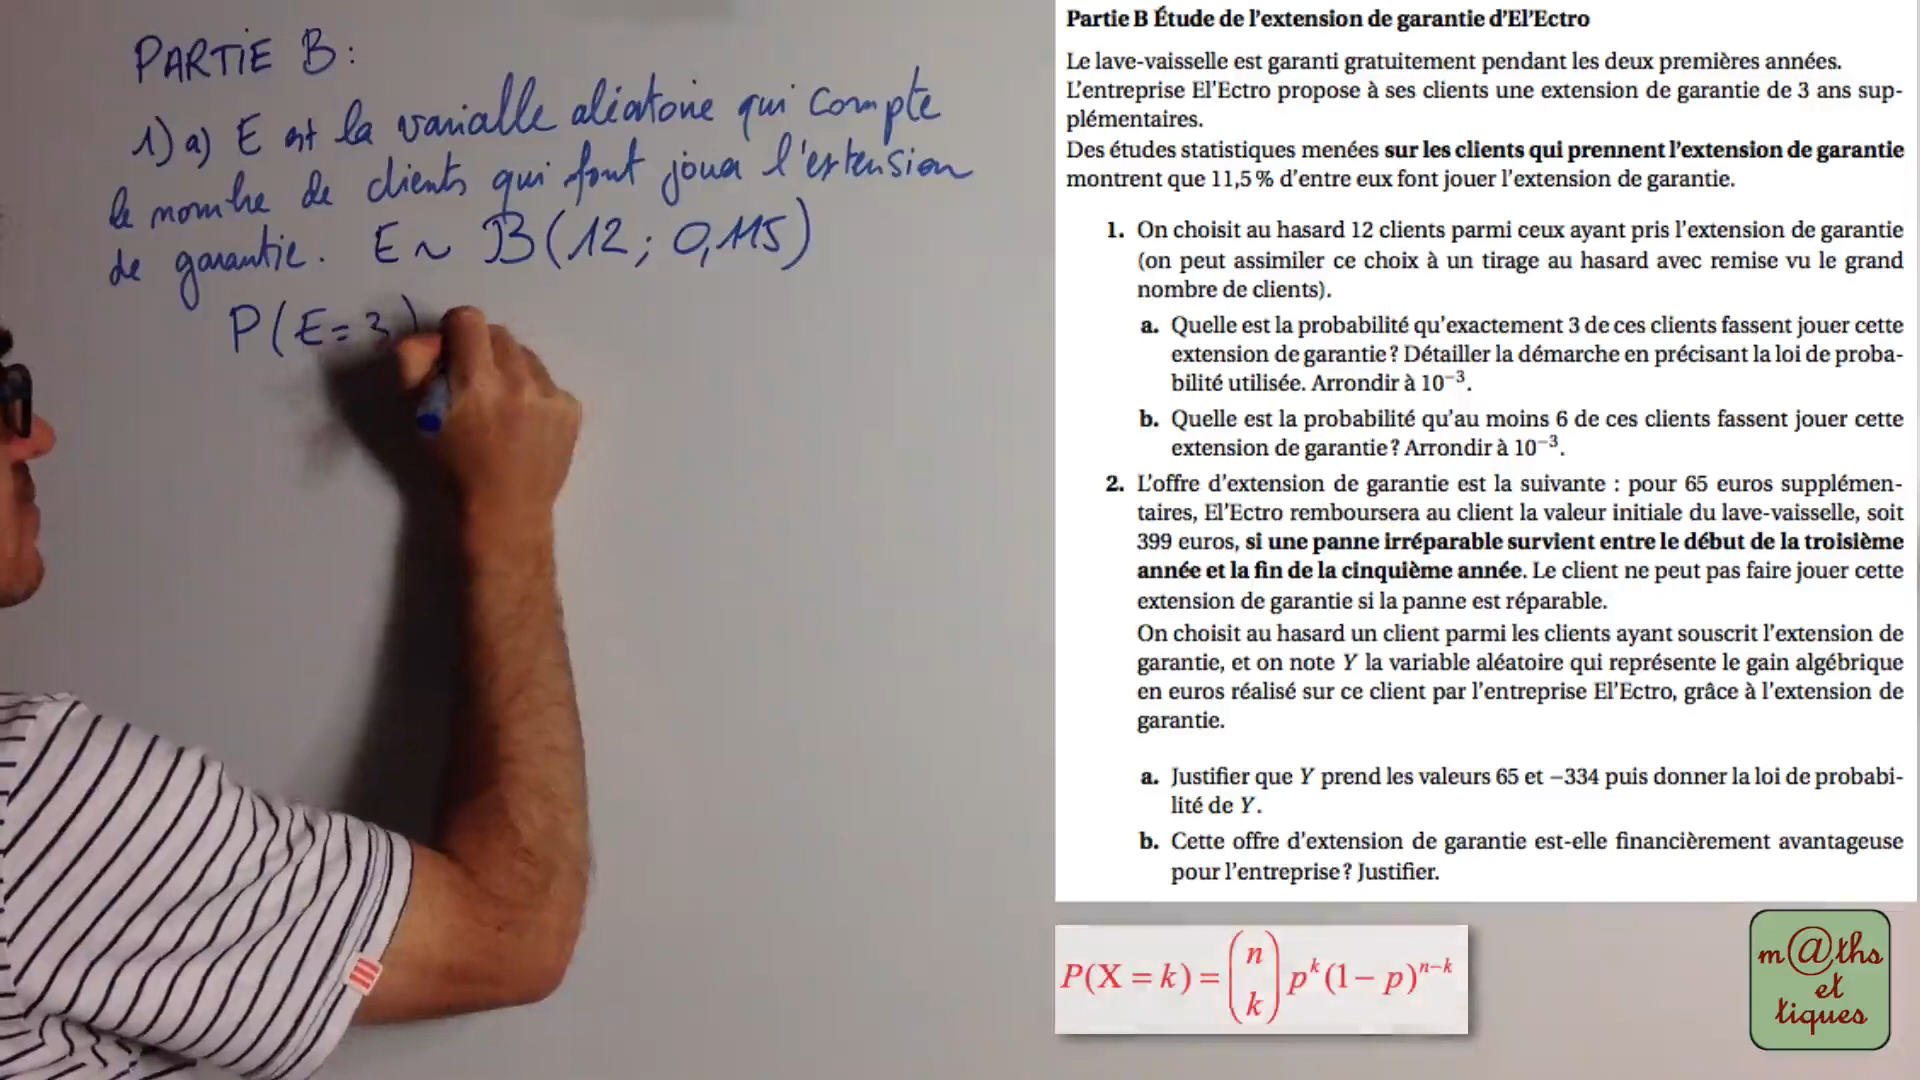 PARTIE B :
1) a) E est la variable aléatoire qui compte
le nombre de clients qui font jouer l'extension
de garantie. E ~ B(12 ; 0,115)
P(E=3)
Partie B Étude de l'extension de garantie d'El'Ectro
Le lave-vaisselle est garanti gratuitement pendant les deux premières années.
L'entreprise El'Ectro propose à ses clients une extension de garantie de 3 ans sup-
plémentaires.
Des études statistiques menées sur les clients qui prennent l'extension de garantie
montrent que 11,5 % d'entre eux font jouer l'extension de garantie.
1. On choisit au hasard 12 clients parmi ceux ayant pris l'extension de garantie
(on peut assimiler ce choix à un tirage au hasard avec remise vu le grand
nombre de clients).
a. Quelle est la probabilité qu'exactement 3 de ces clients fassent jouer cette
extension de garantie ? Détailler la démarche en précisant la loi de proba-
bilité utilisée. Arrondir à 10⁻³.
b. Quelle est la probabilité qu'au moins 6 de ces clients fassent jouer cette
extension de garantie ? Arrondir à 10⁻³.
2. L'offre d'extension de garantie est la suivante : pour 65 euros supplémen-
taires, El'Ectro remboursera au client la valeur initiale du lave-vaisselle, soit
399 euros, si une panne irréparable survient entre le début de la troisième
année et la fin de la cinquième année. Le client ne peut pas faire jouer cette
extension de garantie si la panne est réparable.
On choisit au hasard un client parmi les clients ayant souscrit l'extension de
garantie, et on note Y la variable aléatoire qui représente le gain algébrique
en euros réalisé sur ce client par l'entreprise El'Ectro, grâce à l'extension de
garantie.
a. Justifier que Y prend les valeurs 65 et −334 puis donner la loi de probabi-
lité de Y.
b. Cette offre d'extension de garantie est-elle financièrement avantageuse
pour l'entreprise ? Justifier.
P(X = k) = (n k) pᵏ(1 − p)ⁿ⁻ᵏ
m@ths
et
tiques